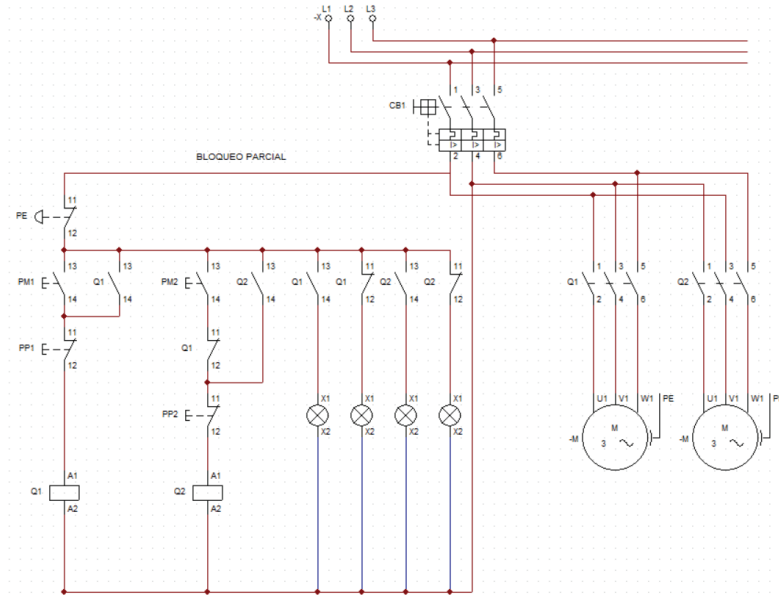 L1 L2 L3
-X
1 3 5
CB1
I> I> I>
2 4 6
BLOQUEO PARCIAL
11
PE
12
13 13 13 13 13 11 13 11
PM1 Q1 PM2 Q2 Q1 Q1 Q2 Q2
14 14 14 14 14 12 14 12
1 3 5 1 3 5
Q1 Q2
2 4 6 2 4 6
11 11
PP1 Q1
12 12
11
PP2
12
X1 X1 X1 X1
X2 X2 X2 X2
U1 V1 W1 PE U1 V1 W1 P
M M
-M 3 -M 3
A1 A1
Q1 Q2
A2 A2